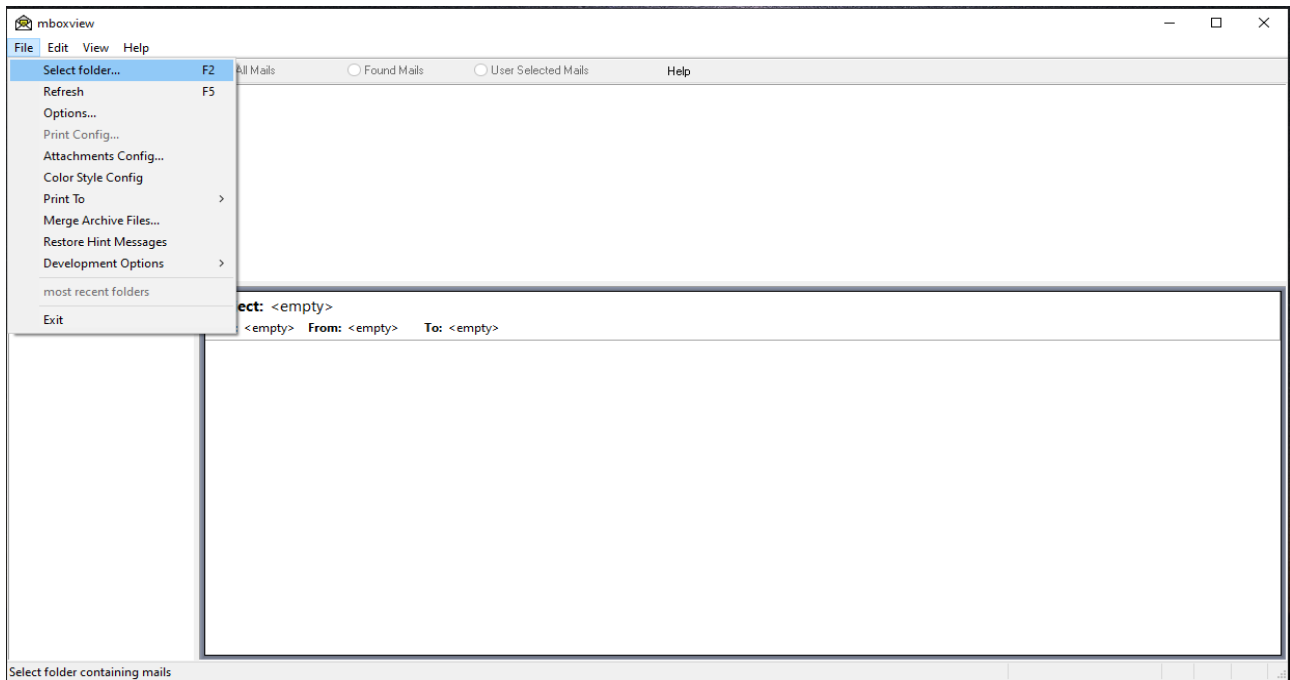 mboxview
File Edit View Help
Select folder... F2 All Mails Found Mails User Selected Mails Help
Refresh F5
Options...
Print Config...
Attachments Config...
Color Style Config
Print To >
Merge Archive Files...
Restore Hint Messages
Development Options >
most recent folders
Exit
ect: <empty>
: <empty> From: <empty> To: <empty>
Select folder containing mails